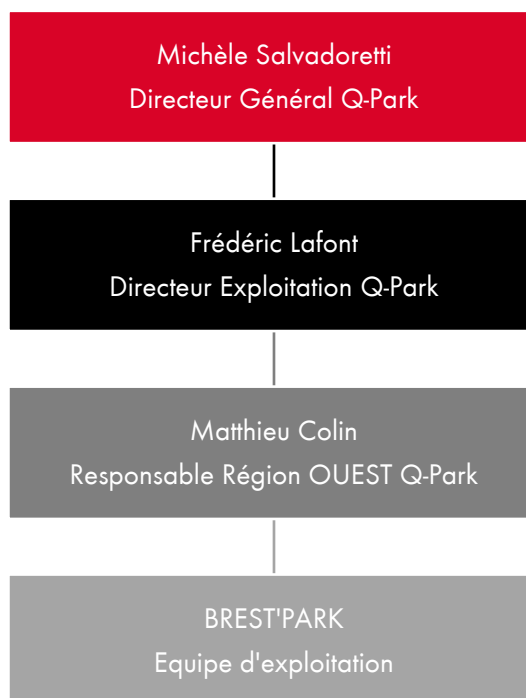 Michèle Salvadoretti
Directeur Général Q-Park
Frédéric Lafont
Directeur Exploitation Q-Park
Matthieu Colin
Responsable Région OUEST Q-Park
BREST'PARK
Equipe d'exploitation